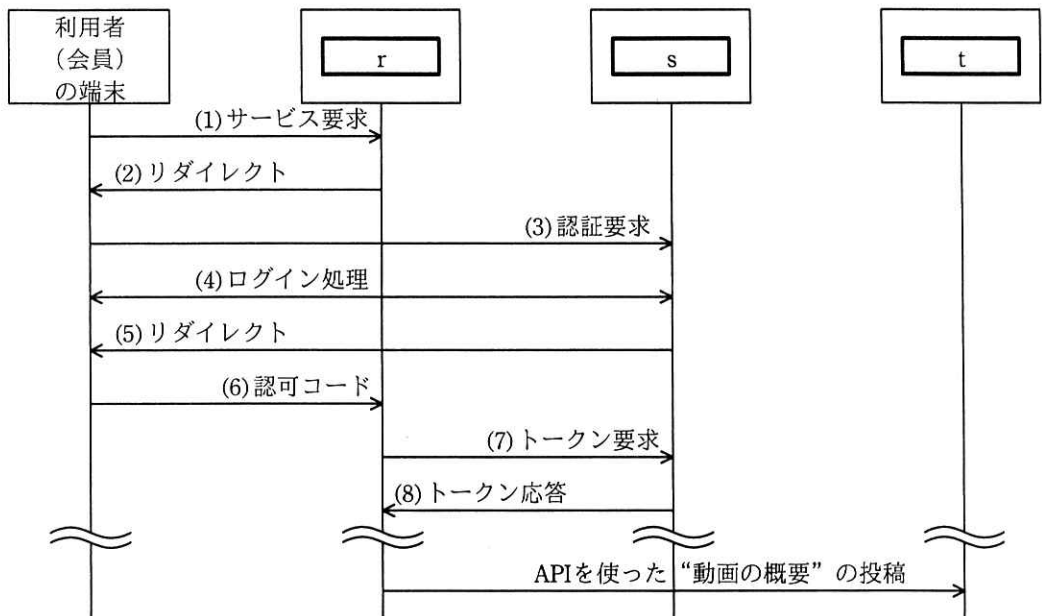 利用者
(会員)
の端末
r
s
t
(1)サービス要求
(2)リダイレクト
(3)認証要求
(4)ログイン処理
(5)リダイレクト
(6)認可コード
(7)トークン要求
(8)トークン応答
APIを使った“動画の概要”の投稿